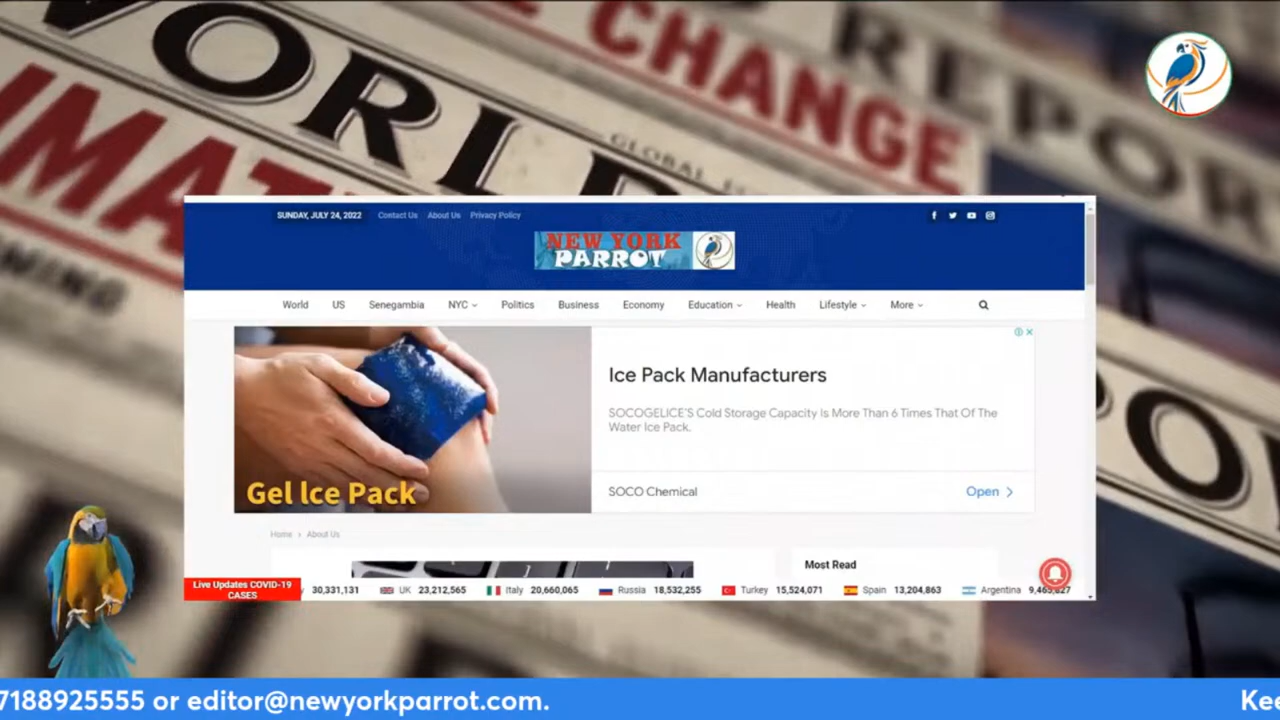 WORLD
CHANGE
REPOR
GLOBAL
SUNDAY, JULY 24, 2022 Contact Us About Us Privacy Policy
NEW YORK
PARROT
World US Senegambia NYC Politics Business Economy Education Health Lifestyle More
Ice Pack Manufacturers
SOCOGELICE'S Cold Storage Capacity Is More Than 6 Times That Of The
Water Ice Pack.
Gel Ice Pack
SOCO Chemical Open
Home › About Us
Most Read
Live Updates COVID-19
CASES
30,331,131 UK 23,212,565 Italy 20,660,065 Russia 18,532,255 Turkey 15,524,071 Spain 13,204,863 Argentina
7188925555 or editor@newyorkparrot.com. Kee